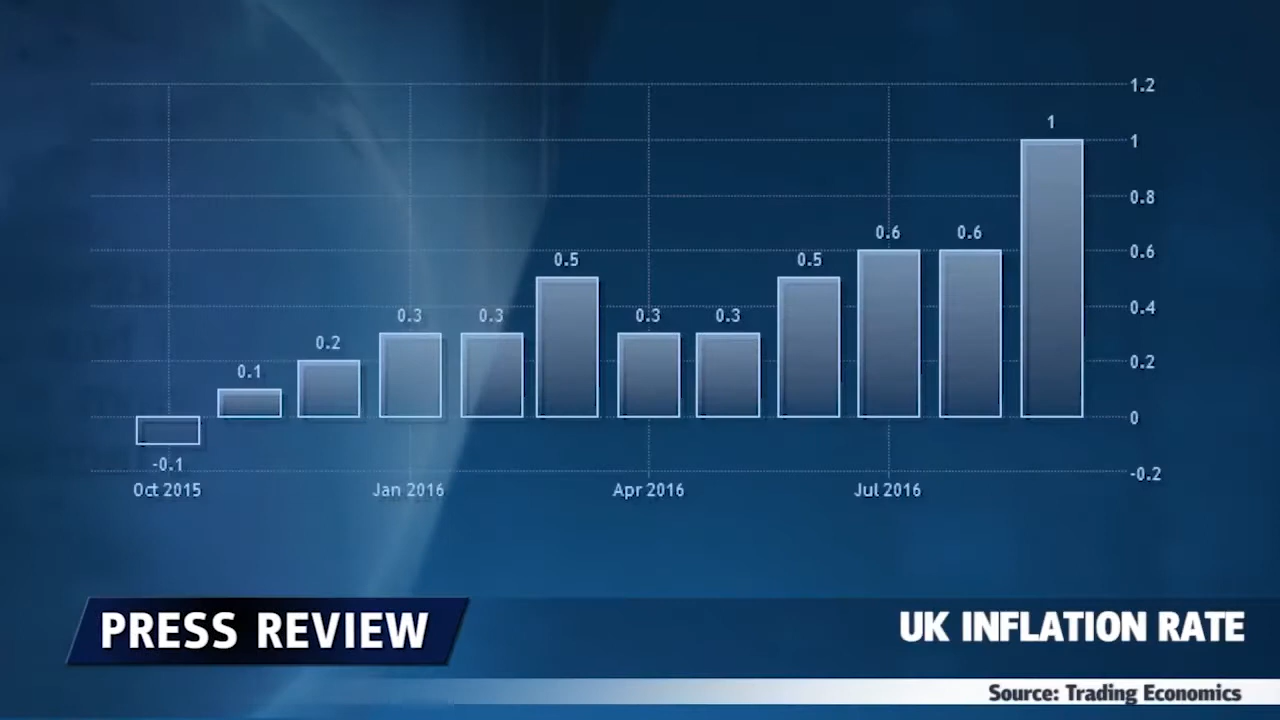 1.2
1
1
0.8
0.6
0.6
0.6
0.5
0.5
0.4
0.3
0.3
0.3
0.3
0.2
0.2
0.1
0
-0.1
-0.2
Oct 2015
Jan 2016
Apr 2016
Jul 2016
PRESS REVIEW
UK INFLATION RATE
Source: Trading Economics